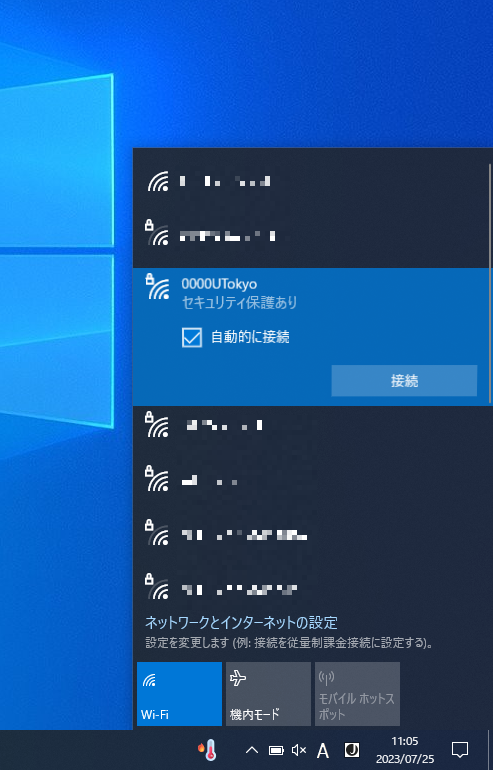 0000UTokyo
セキュリティ保護あり
自動的に接続
接続
ネットワークとインターネットの設定
設定を変更します (例: 接続を従量制課金接続に設定する)。
Wi-Fi
機内モード
モバイル ホットス
ポット
A
J
11:05
2023/07/25